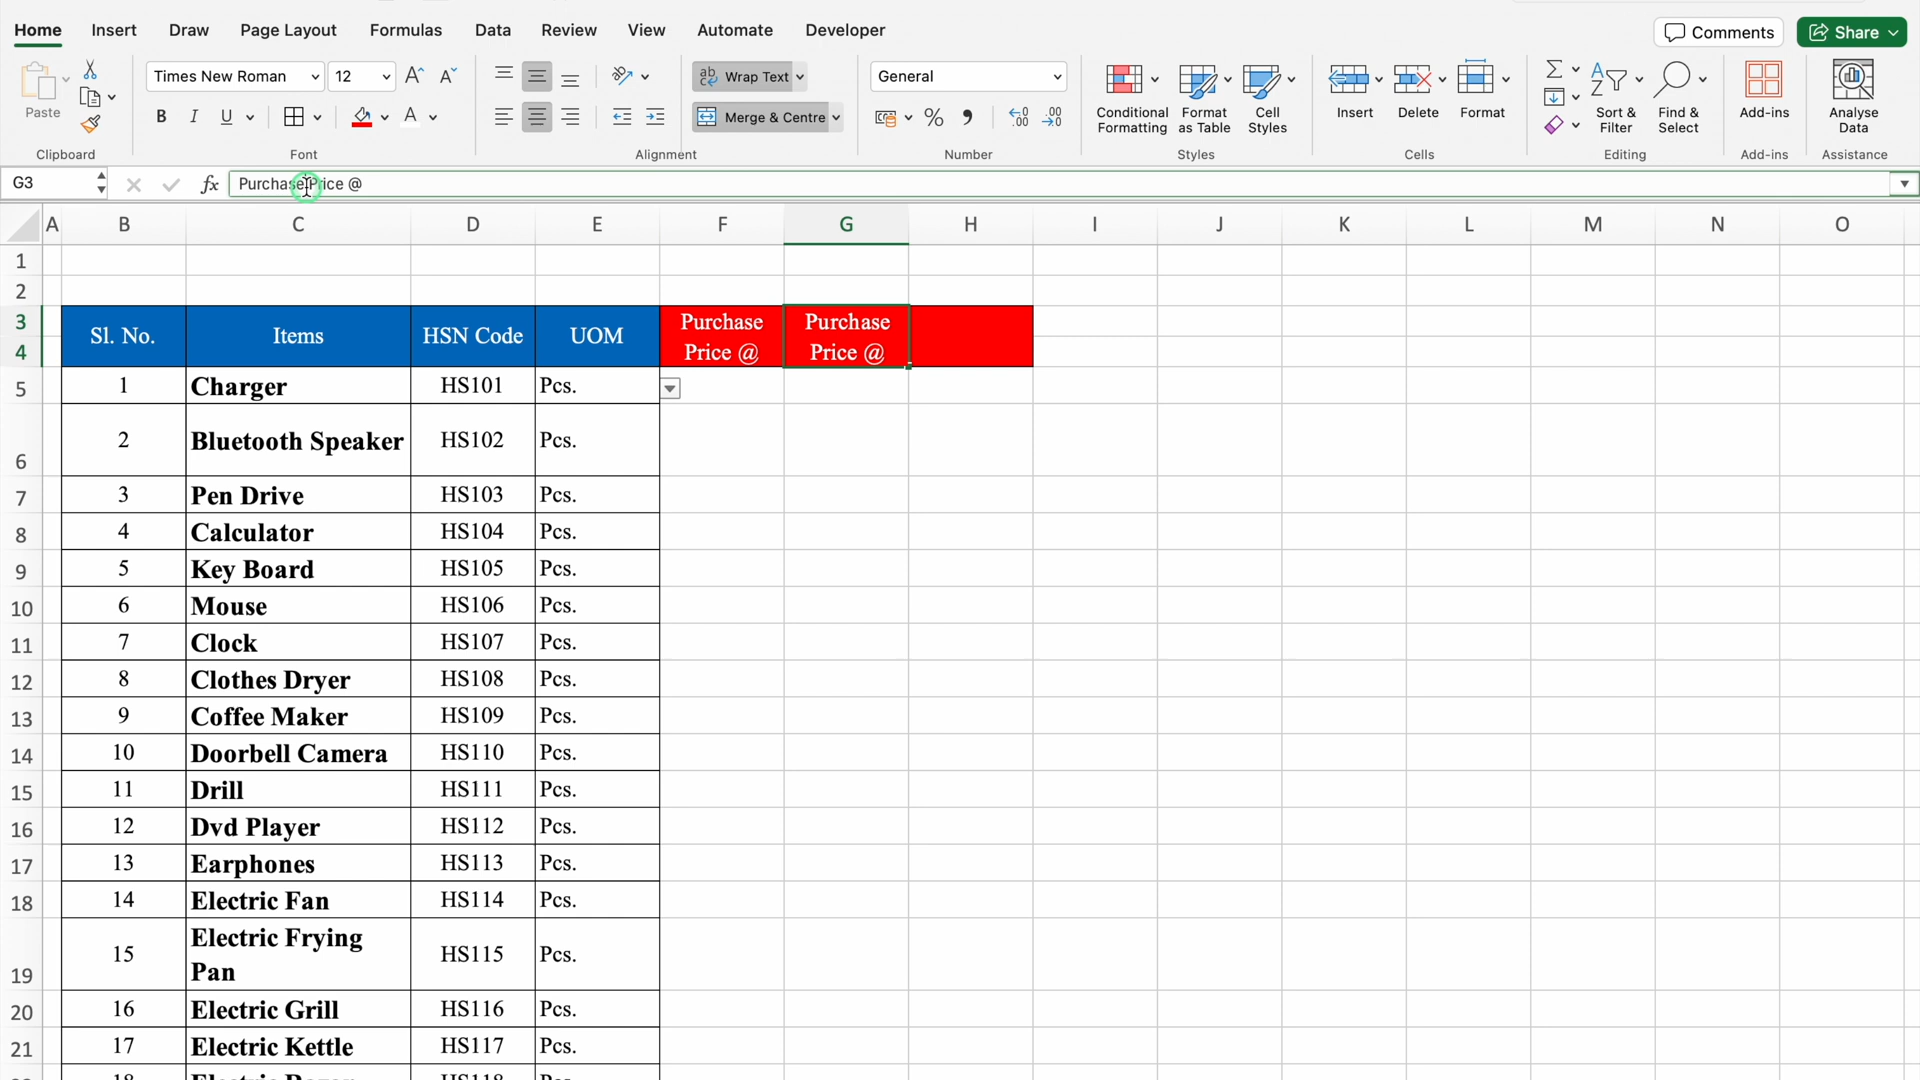 Home Insert Draw Page Layout Formulas Data Review View Automate Developer Comments Share
Times New Roman 12 Wrap Text General
Paste B I U Merge & Centre % Conditional Formatting Format as Table Cell Styles Insert Delete Format Sort & Filter Find & Select Add-ins Analyse Data
Clipboard Font Alignment Number Styles Cells Editing Add-ins Assistance
G3 fx Purchase Price @
A B C D E F G H I J K L M N O
1
2
3 Sl. No. Items HSN Code UOM Purchase Price @ Purchase Price @
4
5 1 Charger HS101 Pcs.
6 2 Bluetooth Speaker HS102 Pcs.
7 3 Pen Drive HS103 Pcs.
8 4 Calculator HS104 Pcs.
9 5 Key Board HS105 Pcs.
10 6 Mouse HS106 Pcs.
11 7 Clock HS107 Pcs.
12 8 Clothes Dryer HS108 Pcs.
13 9 Coffee Maker HS109 Pcs.
14 10 Doorbell Camera HS110 Pcs.
15 11 Drill HS111 Pcs.
16 12 Dvd Player HS112 Pcs.
17 13 Earphones HS113 Pcs.
18 14 Electric Fan HS114 Pcs.
19 15 Electric Frying Pan HS115 Pcs.
20 16 Electric Grill HS116 Pcs.
21 17 Electric Kettle HS117 Pcs.